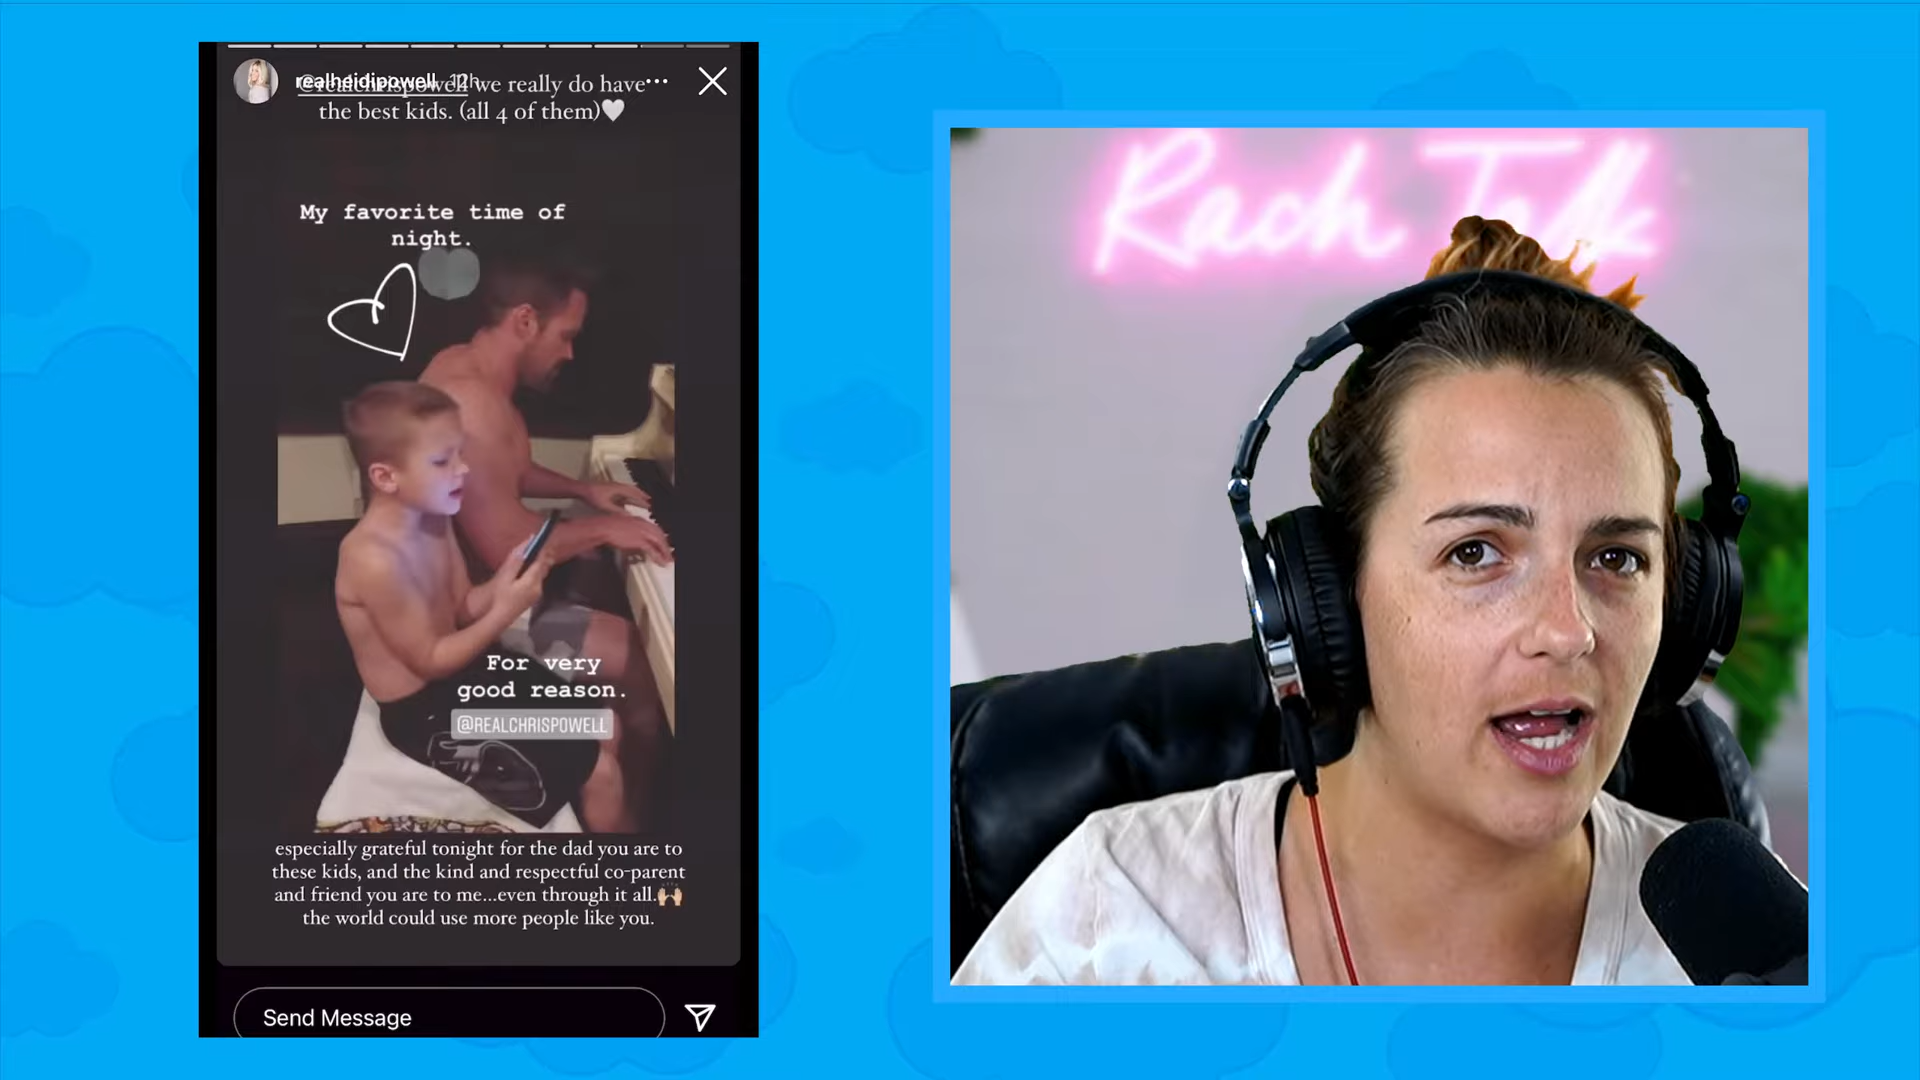 realheidipowell 12h
@realchrispowell we really do have
the best kids. (all 4 of them)🤍
My favorite time of
night.
For very
good reason.
@REALCHRISPOWELL
especially grateful tonight for the dad you are to
these kids, and the kind and respectful co-parent
and friend you are to me...even through it all.🙌🏼
the world could use more people like you.
Send Message
Rach Talk